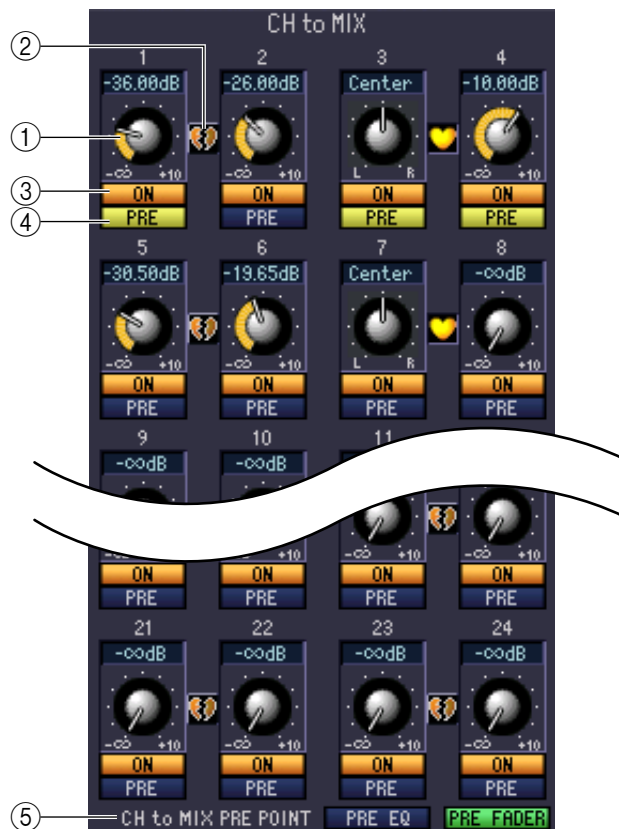 CH to MIX
②
1 2 3 4
-36.00dB -26.00dB Center -10.00dB
①
-∞ +10 -∞ +10 L R -∞ +10
③ ON ON ON ON
④ PRE PRE PRE PRE
5 6 7 8
-30.50dB -19.65dB Center -∞dB
-∞ +10 -∞ +10 L R -∞ +10
ON ON ON ON
PRE PRE PRE PRE
9 10 11
-∞dB -∞dB
-∞ +10 -∞ +10
ON ON ON ON
PRE PRE PRE PRE
21 22 23 24
-∞dB -∞dB -∞dB -∞dB
-∞ +10 -∞ +10 -∞ +10 -∞ +10
ON ON ON ON
PRE PRE PRE PRE
⑤ CH to MIX PRE POINT PRE EQ PRE FADER